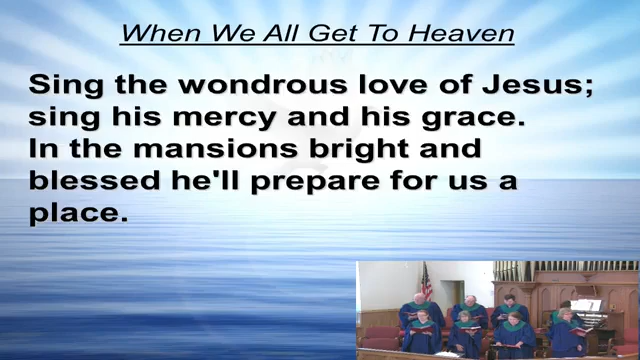 When We All Get To Heaven
Sing the wondrous love of Jesus;
sing his mercy and his grace.
In the mansions bright and
blessed he'll prepare for us a
place.